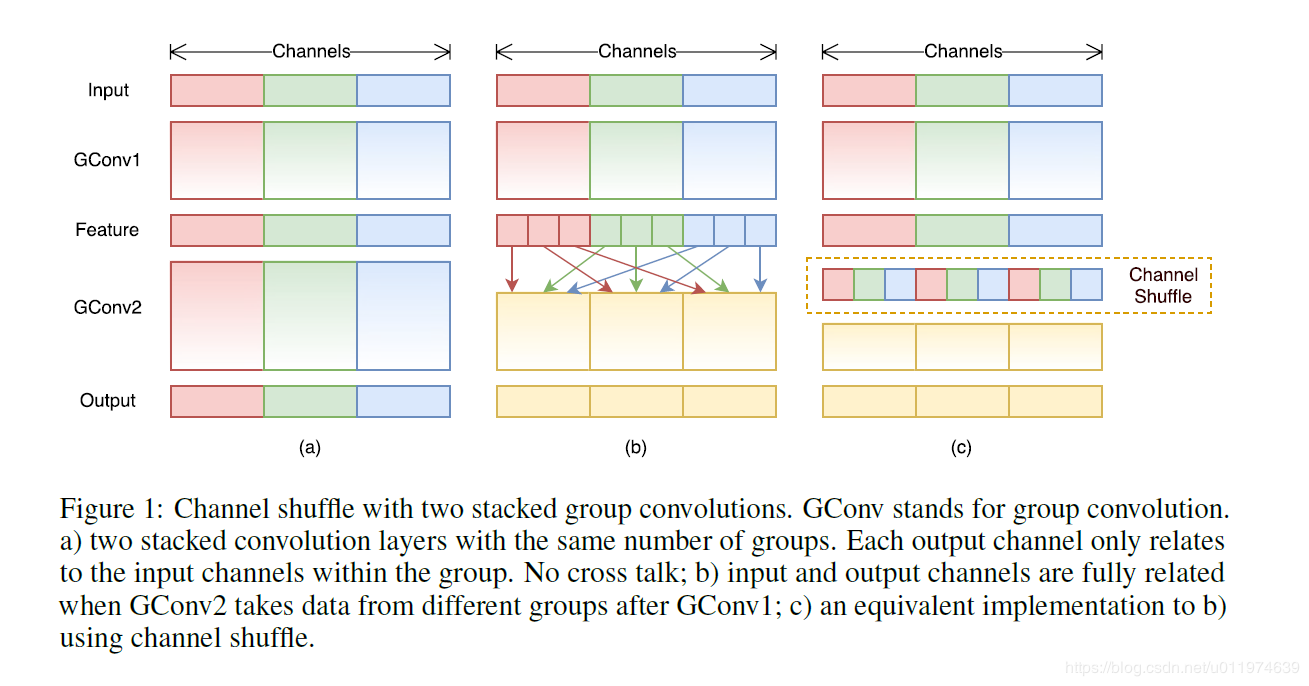 Channels Channels Channels
Input
GConv1
Feature
Channel
Shuffle
GConv2
Output
(a) (b) (c)
Figure 1: Channel shuffle with two stacked group convolutions. GConv stands for group convolution.
a) two stacked convolution layers with the same number of groups. Each output channel only relates
to the input channels within the group. No cross talk; b) input and output channels are fully related
when GConv2 takes data from different groups after GConv1; c) an equivalent implementation to b)
using channel shuffle.
https://blog.csdn.net/u011974639